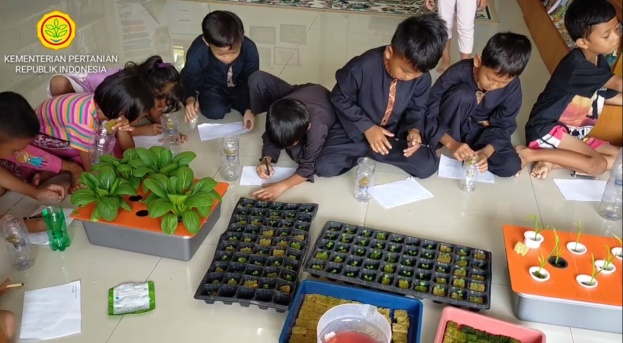 KEMENTERIAN PERTANIAN
REPUBLIK INDONESIA